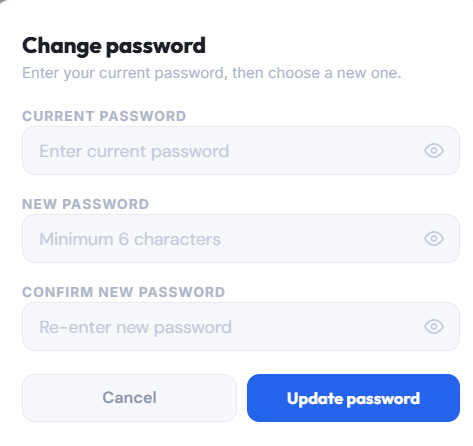 Change password
Enter your current password, then choose a new one.
CURRENT PASSWORD
Enter current password
NEW PASSWORD
Minimum 6 characters
CONFIRM NEW PASSWORD
Re-enter new password
Cancel
Update password